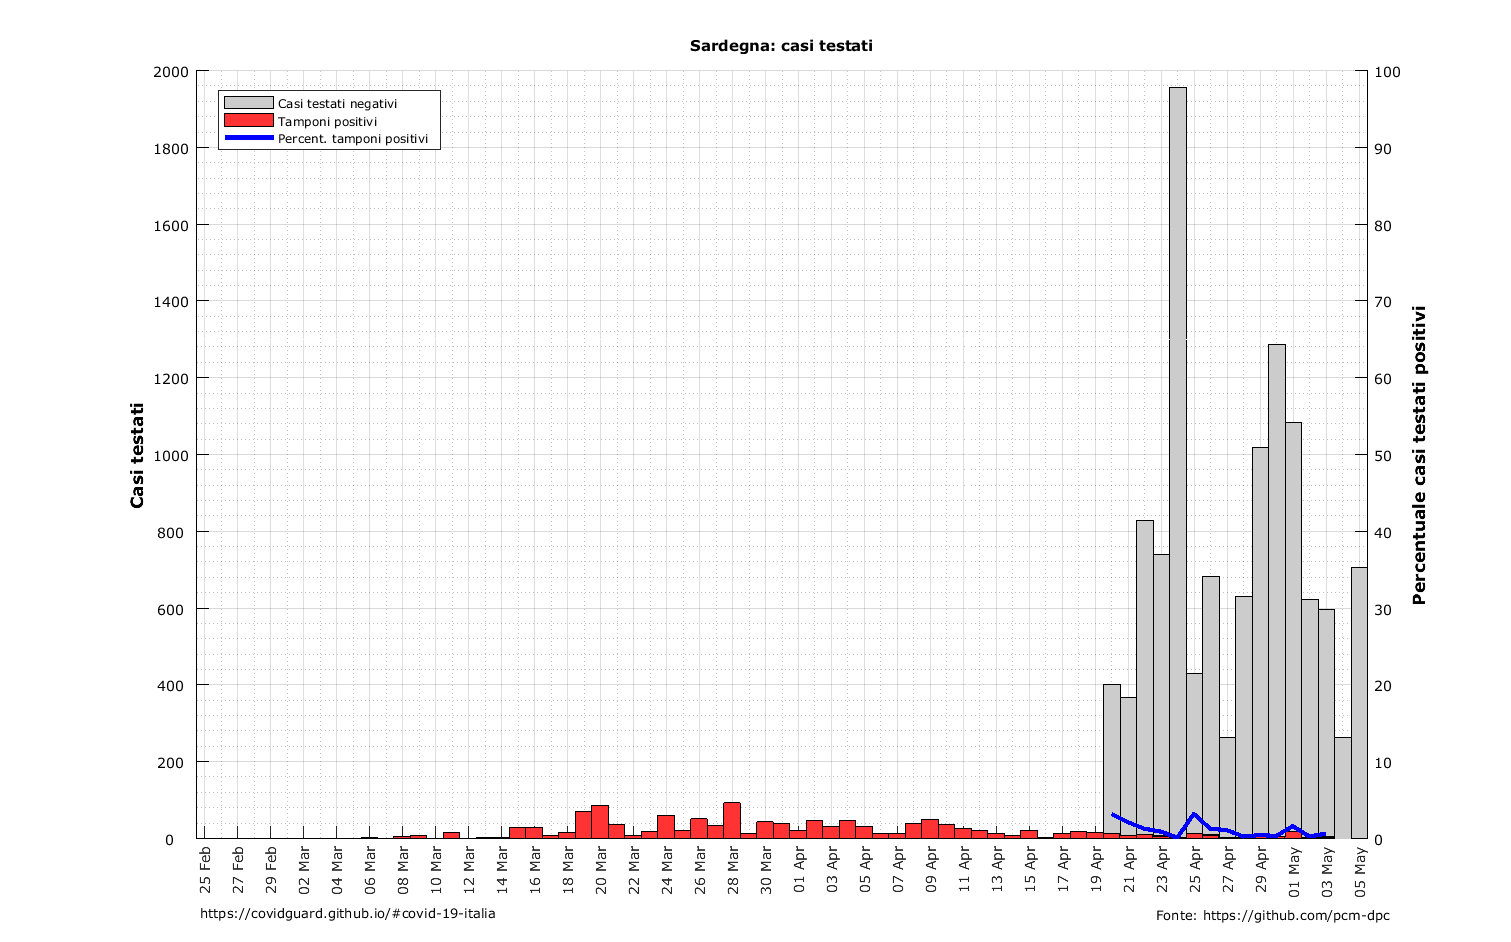 Sardegna: casi testati
Casi testati negativi
Tamponi positivi
Percent. tamponi positivi
Casi testati
2000
1800
1600
1400
1200
1000
800
600
400
200
0
100
90
80
70
60
50
40
30
20
10
0
Percentuale casi testati positivi
25 Feb
27 Feb
29 Feb
02 Mar
04 Mar
06 Mar
08 Mar
10 Mar
12 Mar
14 Mar
16 Mar
18 Mar
20 Mar
22 Mar
24 Mar
26 Mar
28 Mar
30 Mar
01 Apr
03 Apr
05 Apr
07 Apr
09 Apr
11 Apr
13 Apr
15 Apr
17 Apr
19 Apr
21 Apr
23 Apr
25 Apr
27 Apr
29 Apr
01 May
03 May
05 May
https://covidguard.github.io/#covid-19-italia
Fonte: https://github.com/pcm-dpc